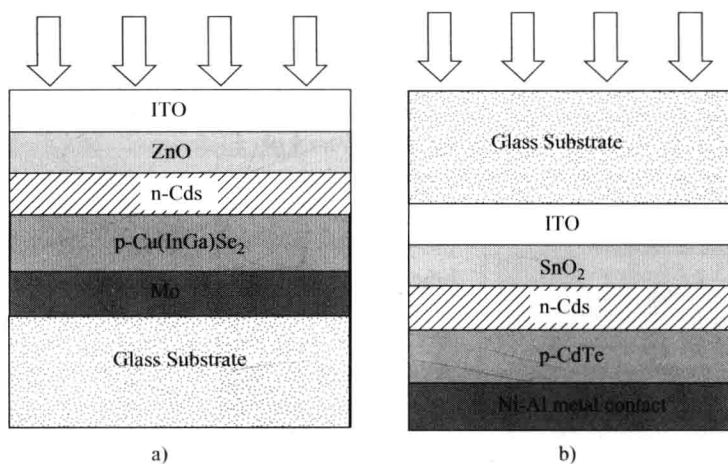 ITO
ZnO
n-Cds
p-Cu(InGa)Se₂
Mo
Glass Substrate
a)
Glass Substrate
ITO
SnO₂
n-Cds
p-CdTe
Ni-Al metal contact
b)